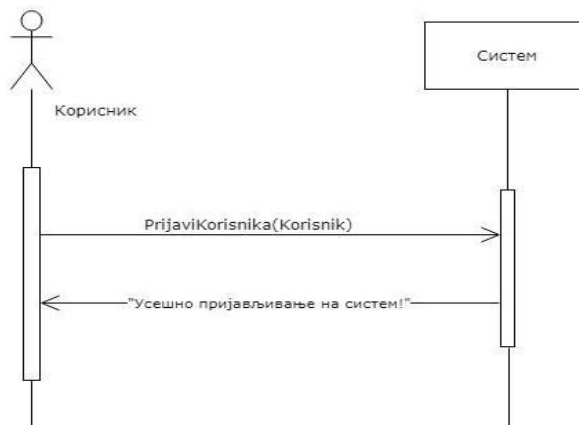 Систем
Корисник
PrijaviKorisnika(Korisnik)
"Усешно пријављивање на систем!"